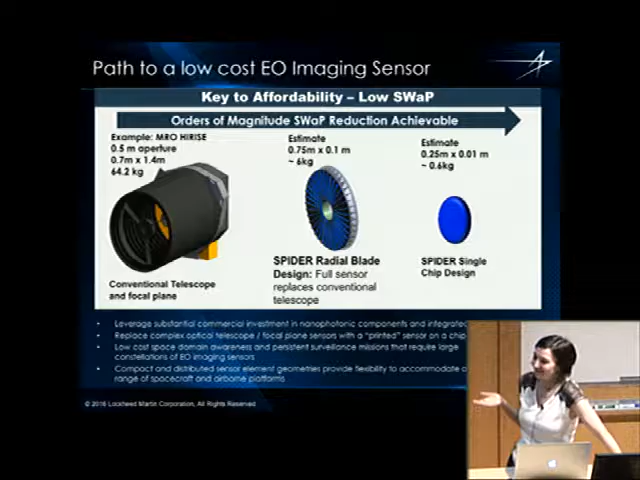 Path to a low cost EO Imaging Sensor
Key to Affordability – Low SWaP
Orders of Magnitude SWaP Reduction Achievable
Example: MRO HIRISE
0.5 m aperture
0.7m x 1.4m
64.2 kg
Estimate
0.75m x 0.1 m
~ 6kg
Estimate
0.25m x 0.01 m
~ 0.6kg
Conventional Telescope
and focal plane
SPIDER Radial Blade
Design: Full sensor
replaces conventional
telescope
SPIDER Single
Chip Design
• Leverage substantial commercial investment in nanophotonic components and integrated
• Replace complex optical telescope / focal plane sensors with a "printed" sensor on a chip
• Low cost space domain awareness and persistent surveillance missions that require large
constellations of EO imaging sensors
• Compact and distributed sensor element geometries provide flexibility to accommodate a
range of spacecraft and airborne platforms
© 2016 Lockheed Martin Corporation, All Rights Reserved